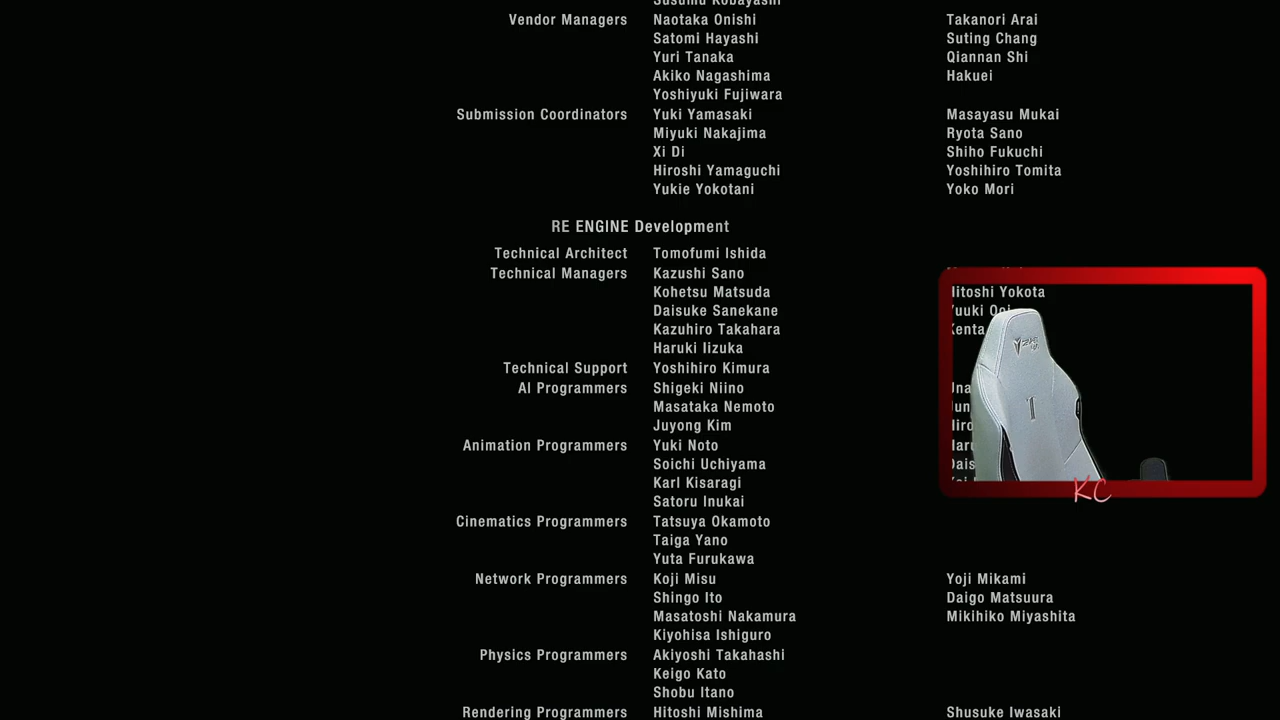 Vendor Managers Naotaka Onishi Takanori Arai
Satomi Hayashi Suting Chang
Yuri Tanaka Qiannan Shi
Akiko Nagashima Hakuei
Yoshiyuki Fujiwara
Submission Coordinators Yuki Yamasaki Masayasu Mukai
Miyuki Nakajima Ryota Sano
Xi Di Shiho Fukuchi
Hiroshi Yamaguchi Yoshihiro Tomita
Yukie Yokotani Yoko Mori
RE ENGINE Development
Technical Architect Tomofumi Ishida
Technical Managers Kazushi Sano
Kohetsu Matsuda Hitoshi Yokota
Daisuke Sanekane Yuuki
Kazuhiro Takahara Kenta
Haruki Iizuka
Technical Support Yoshihiro Kimura
AI Programmers Shigeki Niino
Masataka Nemoto
Juyong Kim
Animation Programmers Yuki Noto
Soichi Uchiyama
Karl Kisaragi
Satoru Inukai
KC
Cinematics Programmers Tatsuya Okamoto
Taiga Yano
Yuta Furukawa
Network Programmers Koji Misu Yoji Mikami
Shingo Ito Daigo Matsuura
Masatoshi Nakamura Mikihiko Miyashita
Kiyohisa Ishiguro
Physics Programmers Akiyoshi Takahashi
Keigo Kato
Shobu Itano
Rendering Programmers Hitoshi Mishima Shusuke Iwasaki